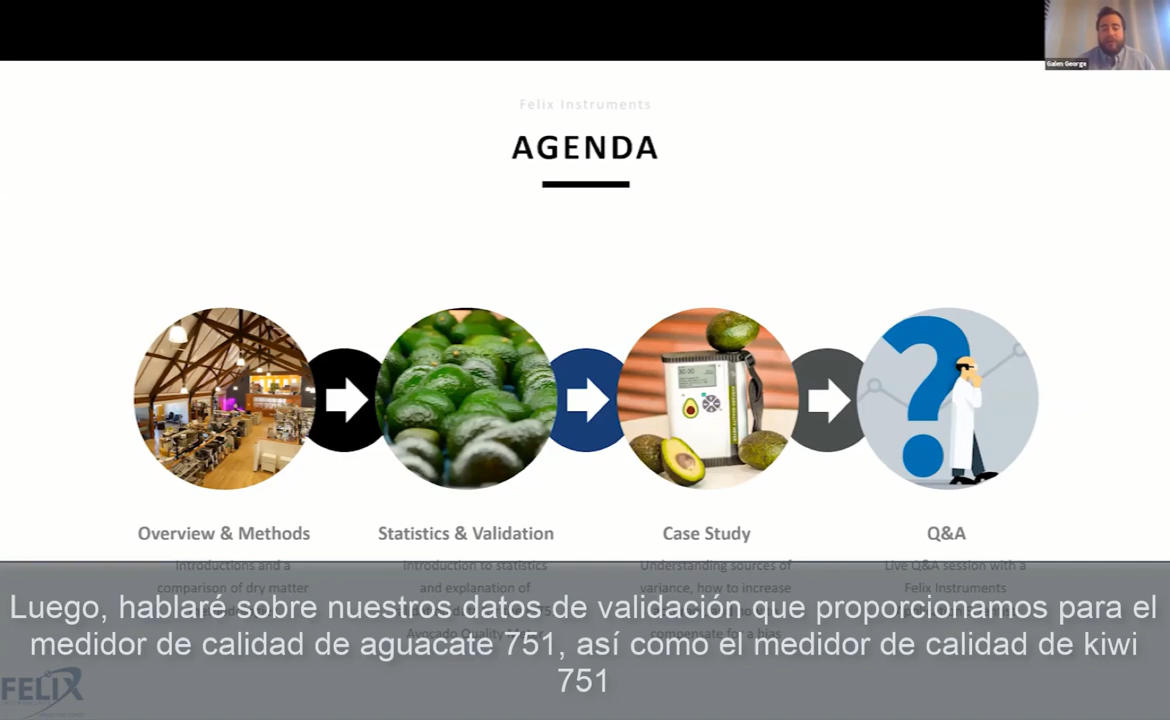 Galen George
Felix Instruments
AGENDA
Overview & Methods
Statistics & Validation
Case Study
Q&A
Introductions and a
comparison of dry matter
Introduction to statistics
and explanation of
Avocado Quality
Understanding sources of
variance, how to increase
compensate for a bias
Live Q&A session with a
Felix Instruments
Luego, hablaré sobre nuestros datos de validación que proporcionamos para el
medidor de calidad de aguacate 751, así como el medidor de calidad de kiwi
751
FELIX